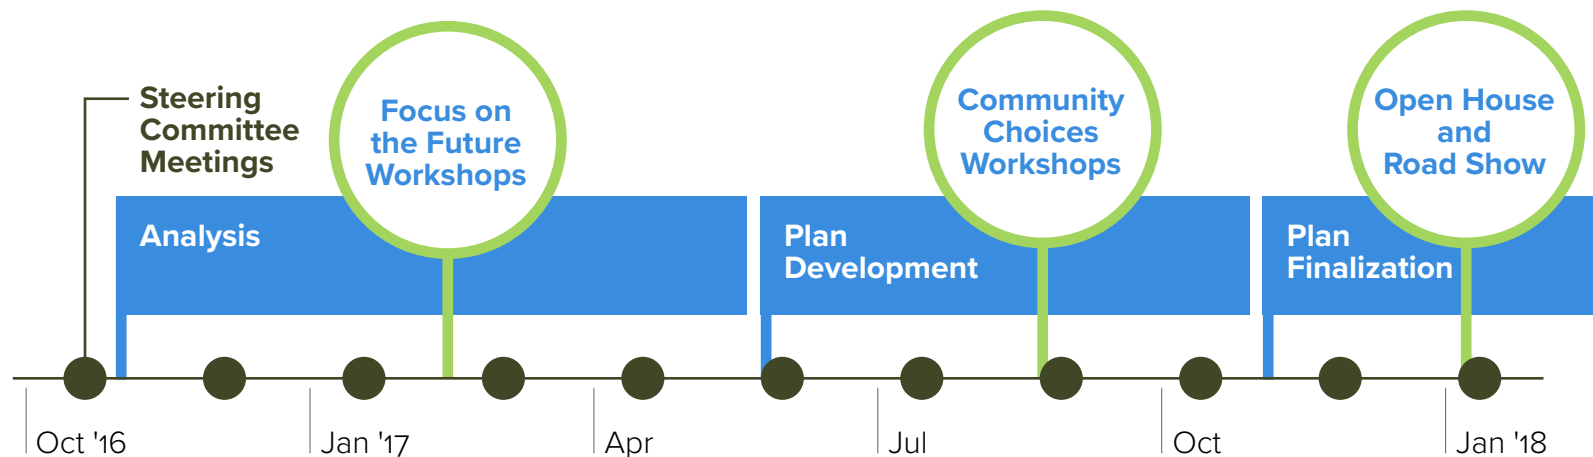 Steering
Committee
Meetings
Focus on
the Future
Workshops
Community
Choices
Workshops
Open House
and
Road Show
Analysis
Plan
Development
Plan
Finalization
Oct '16
Jan '17
Apr
Jul
Oct
Jan '18